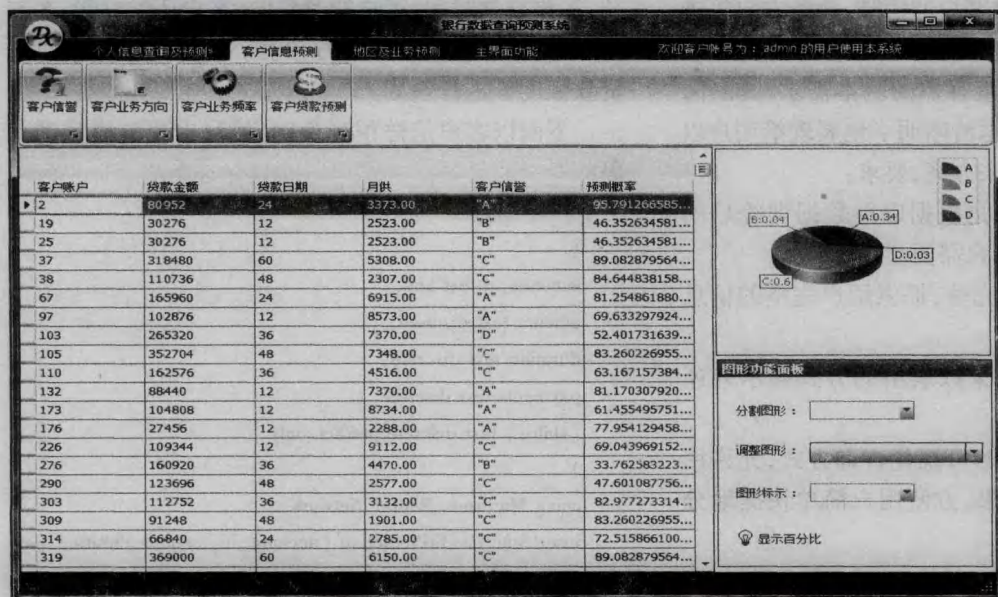 银行数据查询预测系统
个人信息查询及预测 客户信息预测 地区及业务预测 主界面功能 欢迎客户帐号为：admin 的用户使用本系统
客户信誉 客户业务方向 客户业务频率 客户贷款预测
客户账户 贷款金额 贷款日期 月供 客户信誉 预测概率
2 80952 24 3373.00 "A" 95.791266585...
19 30276 12 2523.00 "B" 46.352634581...
25 30276 12 2523.00 "B" 46.352634581...
37 318480 60 5308.00 "C" 89.082879564...
38 110736 48 2307.00 "C" 84.644838158...
67 165960 24 6915.00 "A" 81.254861880...
97 102876 12 8573.00 "A" 69.633297924...
103 265320 36 7370.00 "D" 52.401731639...
105 352704 48 7348.00 "C" 83.260226955...
110 162576 36 4516.00 "C" 63.167157384...
132 88440 12 7370.00 "A" 81.170307920...
173 104808 12 8734.00 "A" 61.455495751...
176 27456 12 2288.00 "A" 77.954129458...
226 109344 12 9112.00 "C" 69.043969152...
276 160920 36 4470.00 "B" 33.762583223...
290 123696 48 2577.00 "C" 47.601087756...
303 112752 36 3132.00 "C" 82.977273314...
309 91248 48 1901.00 "C" 83.260226955...
314 66840 24 2785.00 "C" 72.515866100...
319 369000 60 6150.00 "C" 89.082879564...
A
B
C
D
B:0.04 A:0.34
D:0.03
C:0.6
图形功能面板
分割图形：
调整图形：
图形标示：
显示百分比